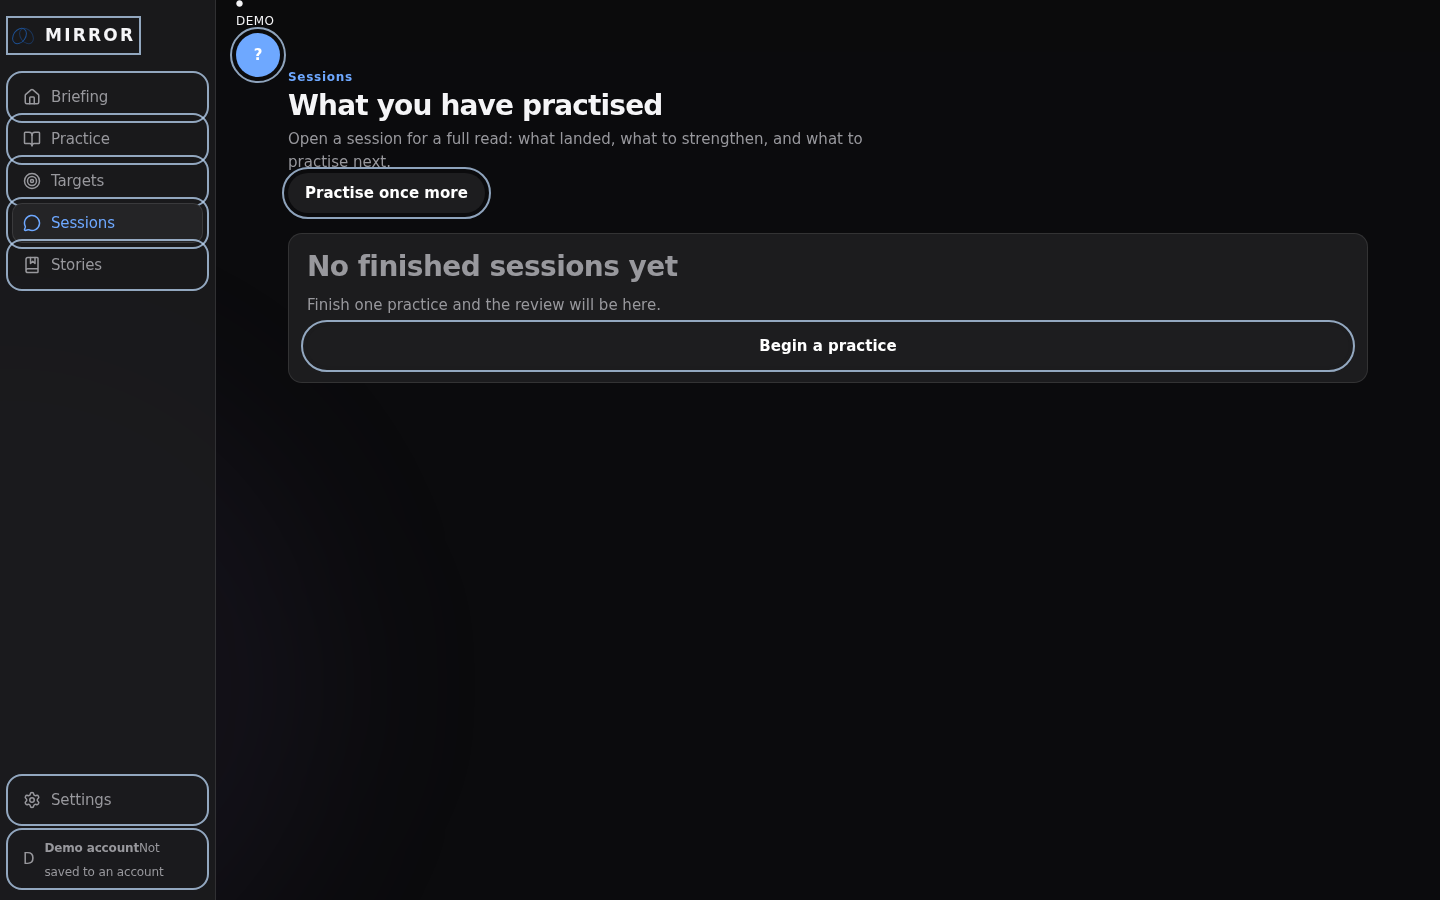 MIRROR
Briefing
Practice
Targets
Sessions
Stories
Settings
D
Demo accountNot
saved to an account
DEMO
?
Sessions
What you have practised
Open a session for a full read: what landed, what to strengthen, and what to
practise next.
Practise once more
No finished sessions yet
Finish one practice and the review will be here.
Begin a practice